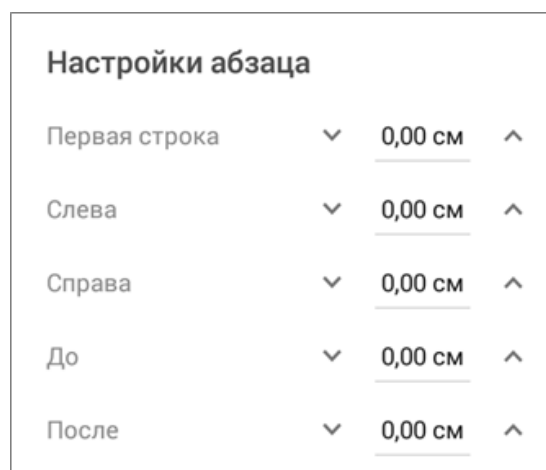 Настройки абзаца
Первая строка 0,00 см
Слева 0,00 см
Справа 0,00 см
До 0,00 см
После 0,00 см